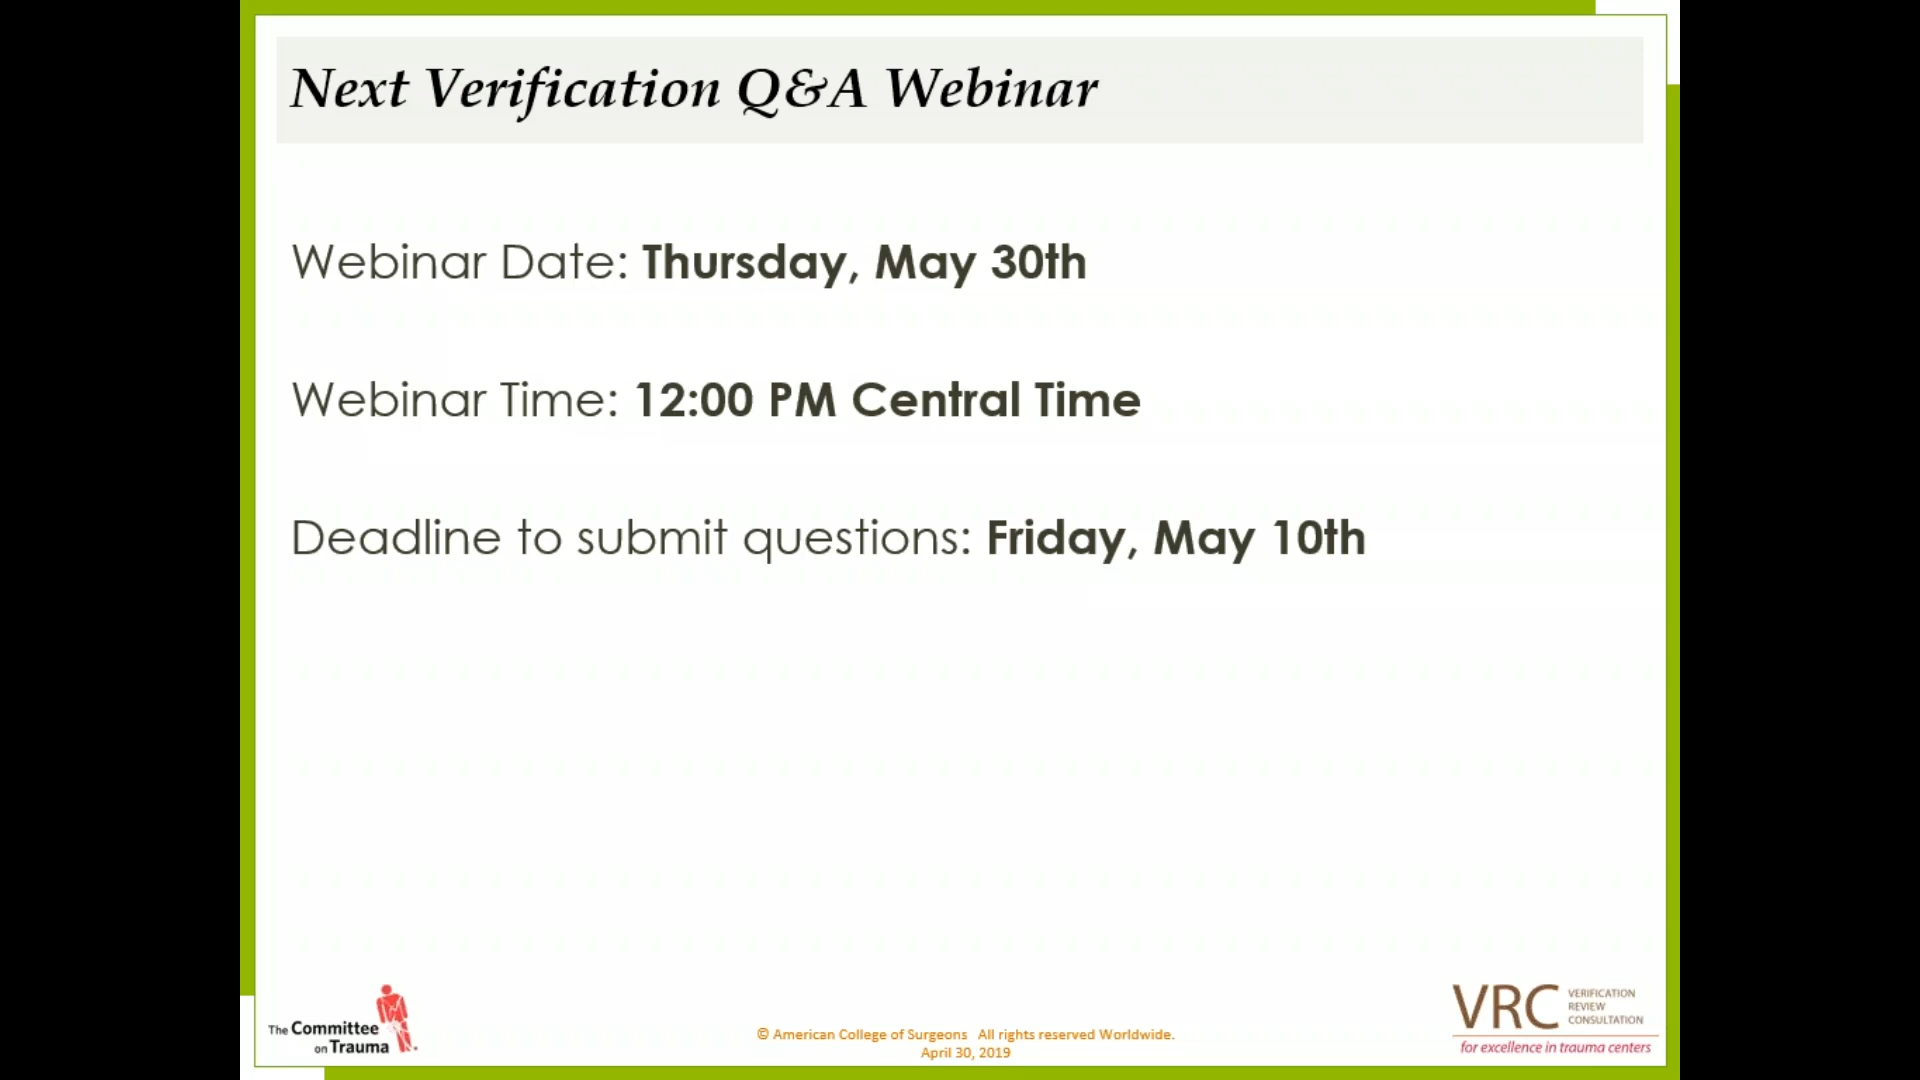 Next Verification Q&A Webinar
Webinar Date: Thursday, May 30th
Webinar Time: 12:00 PM Central Time
Deadline to submit questions: Friday, May 10th
The Committee
on Trauma
© American College of Surgeons All rights reserved Worldwide.
April 30, 2019
VRC
VERIFICATION
REVIEW
CONSULTATION
for excellence in trauma centers